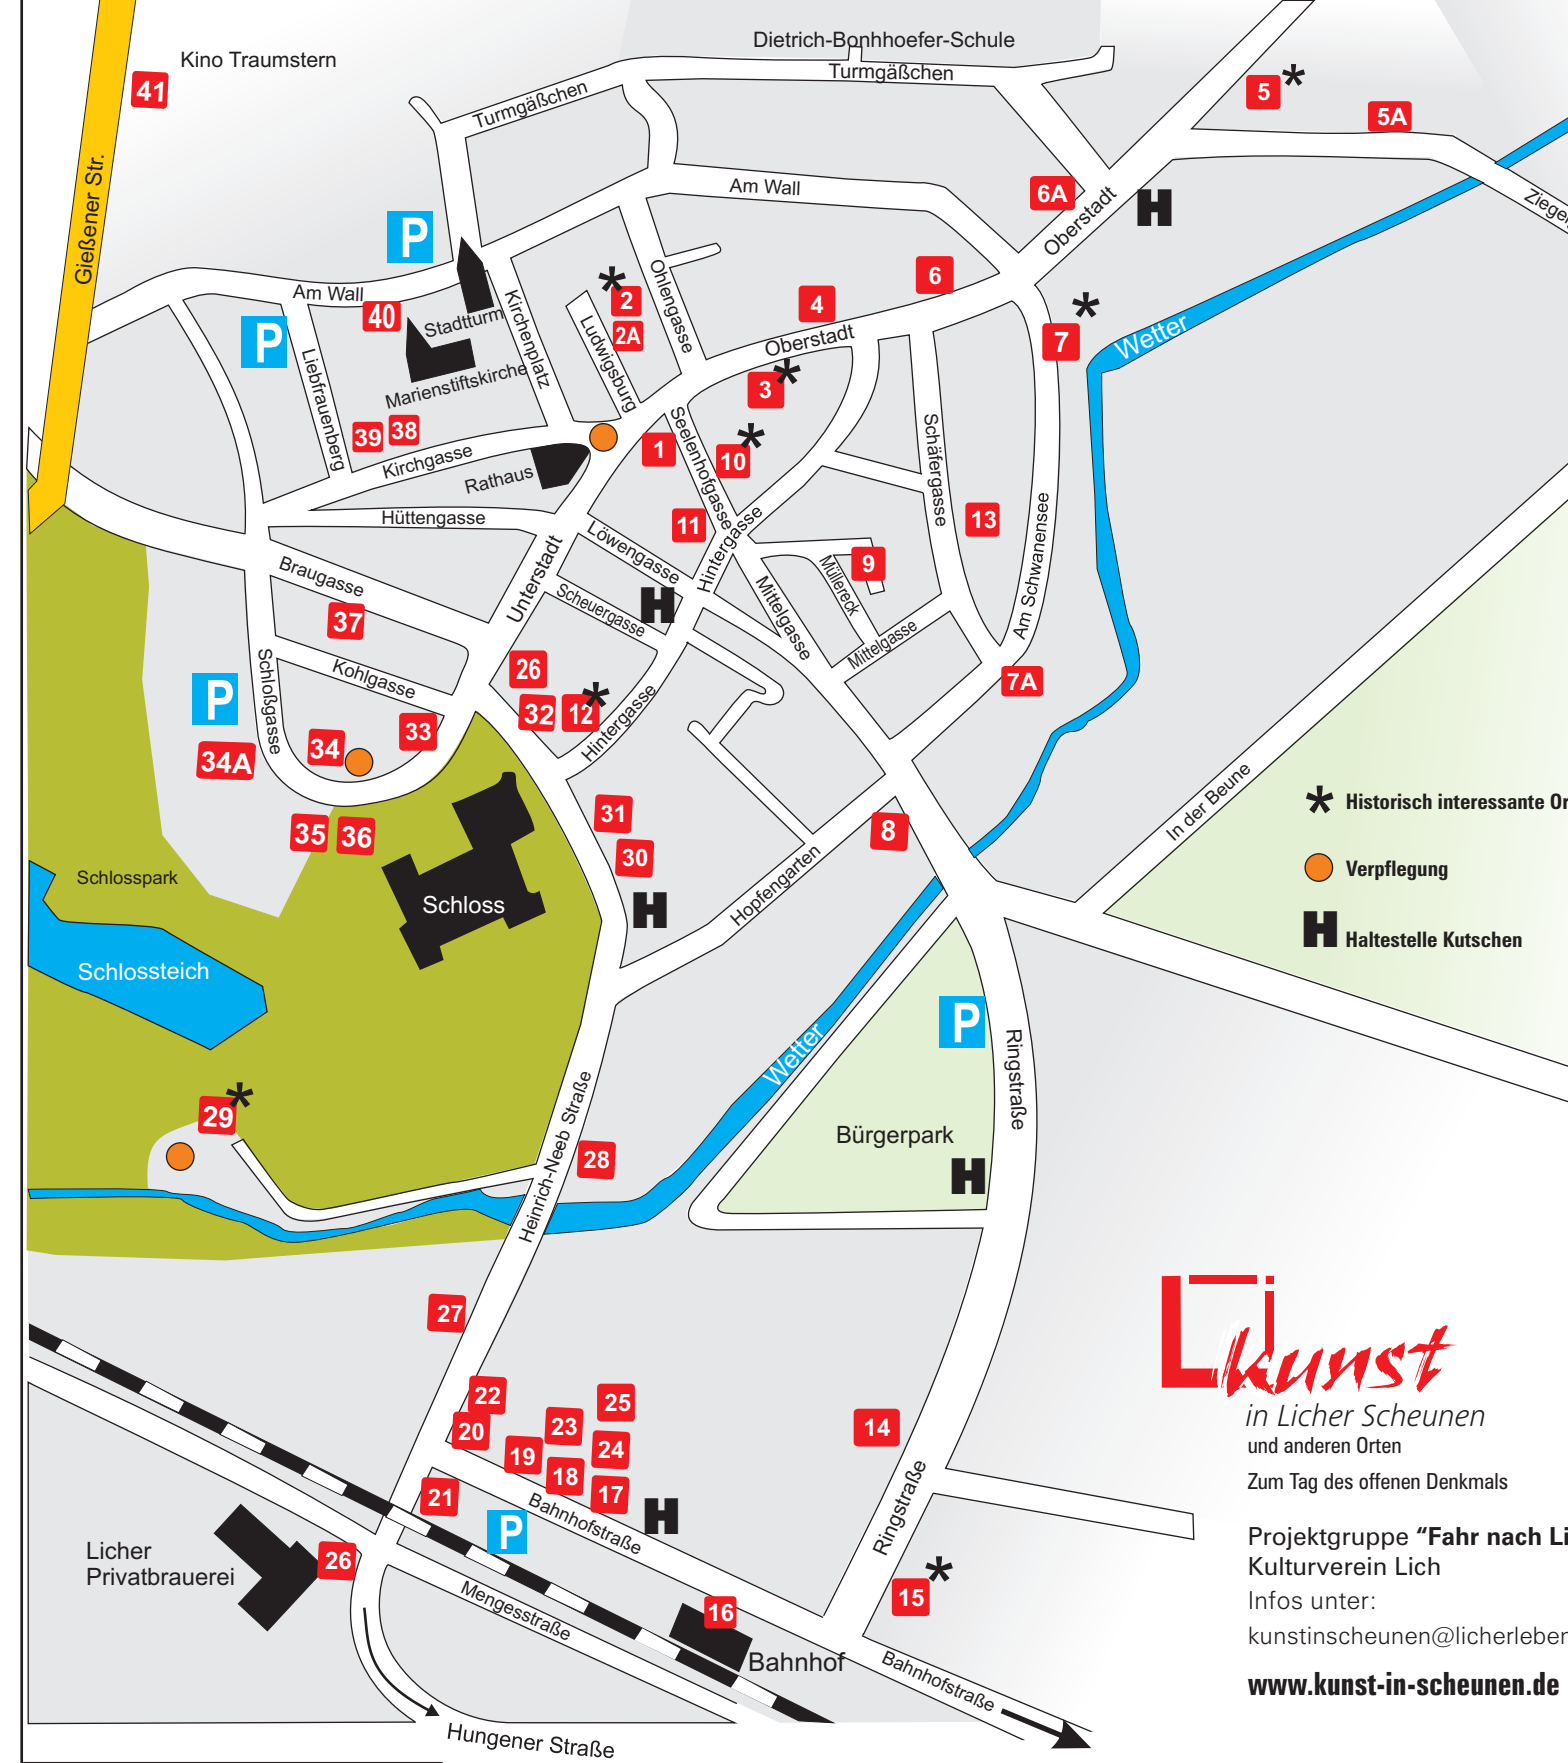 Dietrich-Bonhhoefer-Schule
Kino Traumstern
41
Turmgäßchen
Turmgäßchen
5
5A
Gießener Str.
Am Wall
6A
Oberstadt
H
P
Am Wall
40
Stadtturm
Marienstiftskirche
Kirchenplatz
Ludwigsburg
2
2A
Ohlengasse
4
6
Oberstadt
3
7
Wetter
P
Liebfrauenberg
39
38
Kirchgasse
Rathaus
1
Seelenhofgasse
10
11
Hintergasse
Schäfergasse
13
Am Schwanensee
Hüttengasse
Löwengasse
H
9
Müllereck
Mittelgasse
Mittelgasse
Unterstadt
Scheuergasse
Braugasse
37
Kohlgasse
Schloßgasse
26
32
12
Hintergasse
7A
P
34A
34
33
35
36
31
30
8
In der Beune
Historisch interessante
Verpflegung
H Haltestelle Kutschen
Schlosspark
Schloss
H
Hopfengarten
Schlossteich
P
Wetter
Ringstraße
29
Heinrich-Neeb Straße
28
Bürgerpark
H
27
22
20
25
23
19
24
18
17
14
21
P
Bahnhofstraße
H
Ringstraße
Licher
Privatbrauerei
26
Mengesstraße
16
Bahnhof
15
Bahnhofstraße
Hungener Straße
Likunst
in Licher Scheunen
und anderen Orten
Zum Tag des offenen Denkmals
Projektgruppe “Fahr nach Li
Kulturverein Lich
Infos unter:
kunstinscheunen@licherleben
www.kunst-in-scheunen.de